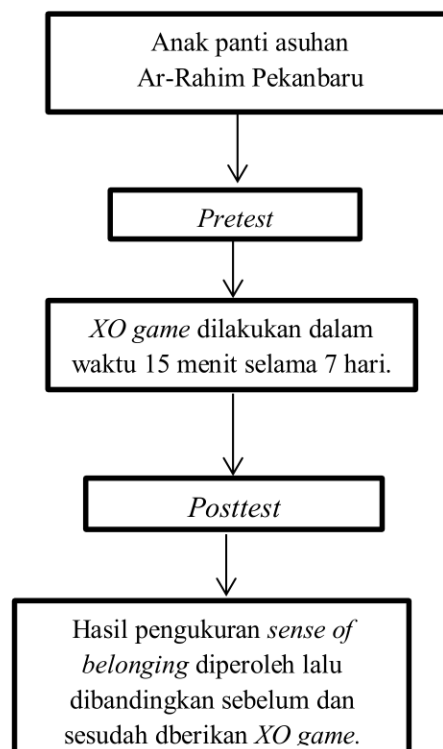 Anak panti asuhan
Ar-Rahim Pekanbaru
Pretest
XO game dilakukan dalam
waktu 15 menit selama 7 hari.
Posttest
Hasil pengukuran sense of
belonging diperoleh lalu
dibandingkan sebelum dan
sesudah dberikan XO game.